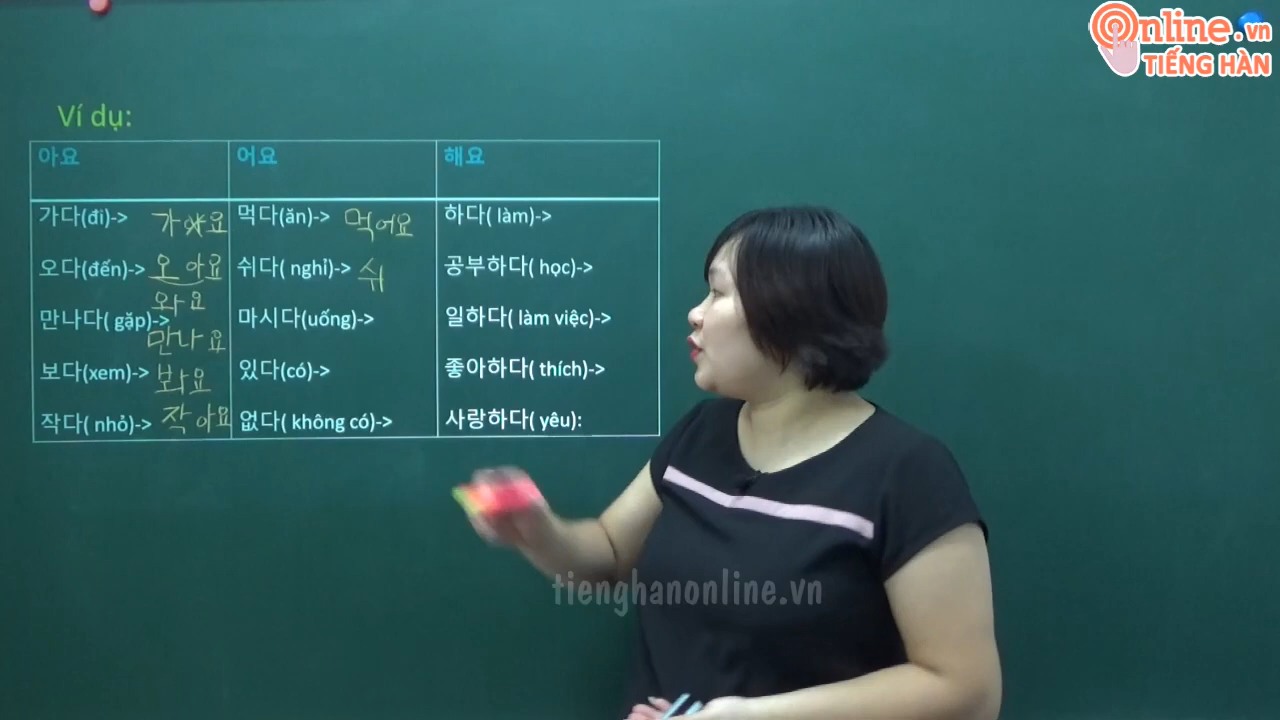 Online.vn
TIẾNG HÀN
Ví dụ:
아요 어요 해요
가다(đi)-> 가아요 먹다(ăn)-> 먹어요 하다( làm)->
오다(đến)-> 오 아요 쉬다( nghỉ)-> 쉬 공부하다( học)->
와요
만나다( gặp)-> 마시다(uống)-> 일하다( làm việc)->
만나요
보다(xem)-> 봐요 있다(có)-> 좋아하다( thích)->
작다( nhỏ)-> 작아요 없다( không có)-> 사랑하다( yêu):
tienghanonline.vn